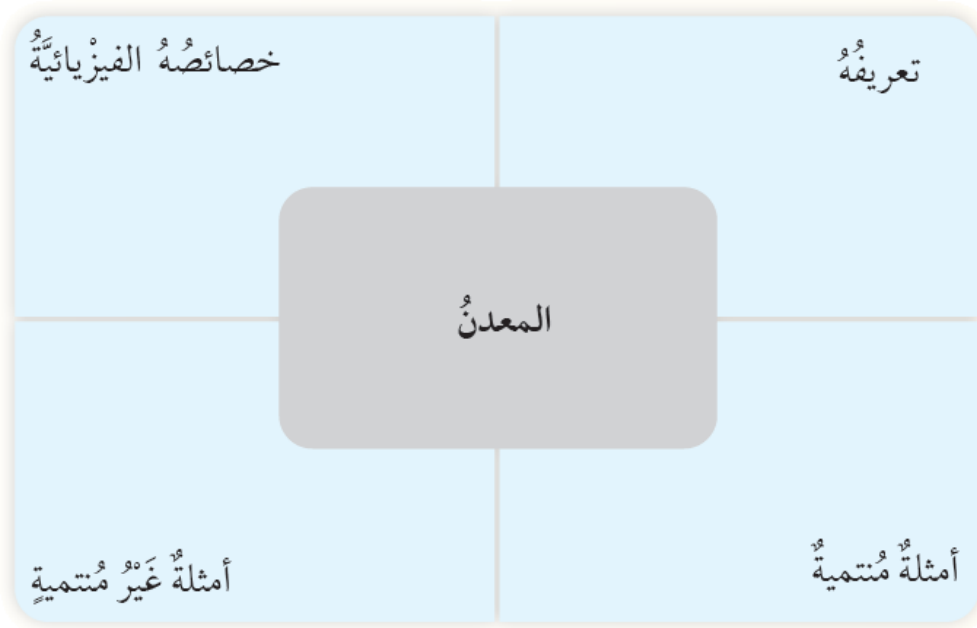 تعريفُهُ
خصائصُهُ الفيزْيائيَّةُ
المعدنُ
أمثلةٌ مُنتميةٌ
أمثلةٌ غَيْرُ مُنتميةٍ